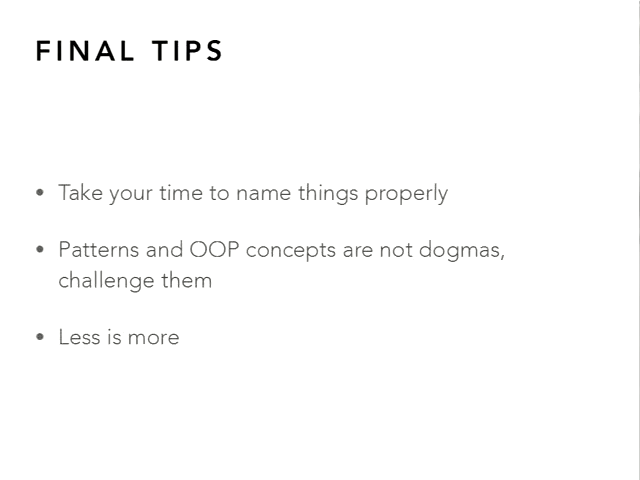 FINAL TIPS
• Take your time to name things properly
• Patterns and OOP concepts are not dogmas,
challenge them
• Less is more